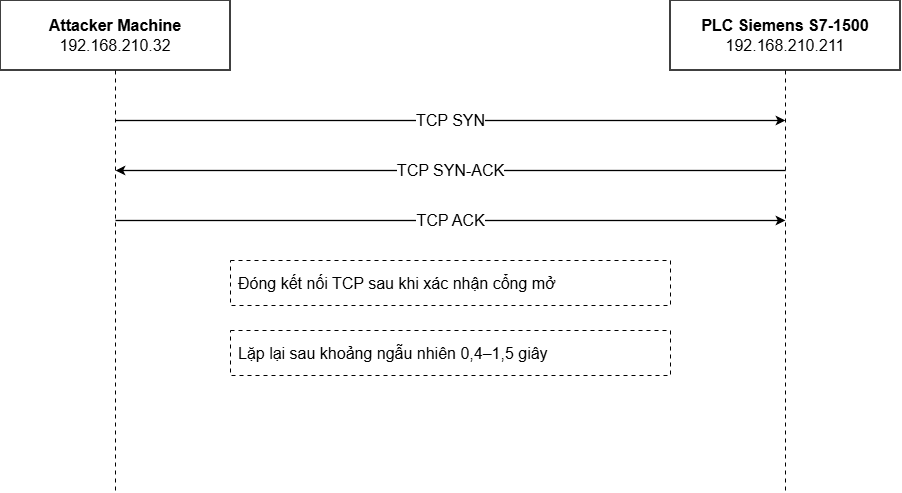 Attacker Machine
192.168.210.32
PLC Siemens S7-1500
192.168.210.211
TCP SYN
TCP SYN-ACK
TCP ACK
Đóng kết nối TCP sau khi xác nhận cổng mở
Lặp lại sau khoảng ngẫu nhiên 0,4–1,5 giây